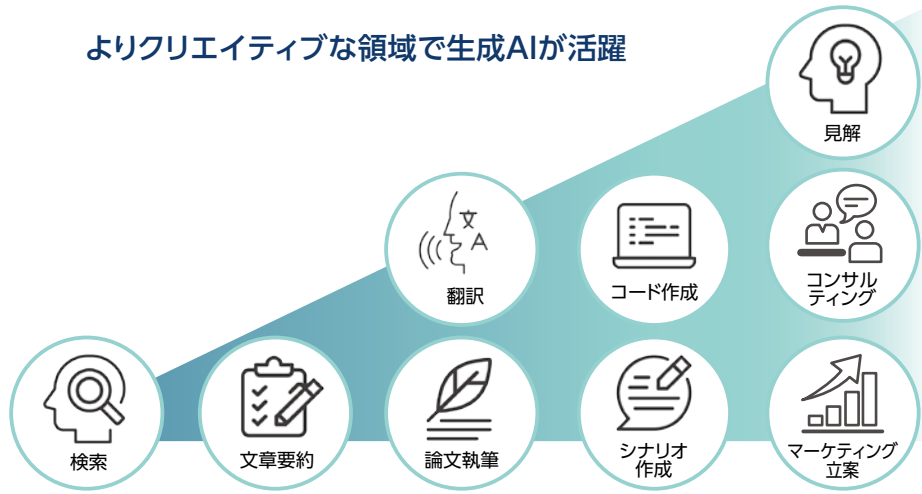 よりクリエイティブな領域で生成AIが活躍
見解
文
A
翻訳
コード作成
コンサル
ティング
検索
文章要約
論文執筆
シナリオ
作成
マーケティング
立案